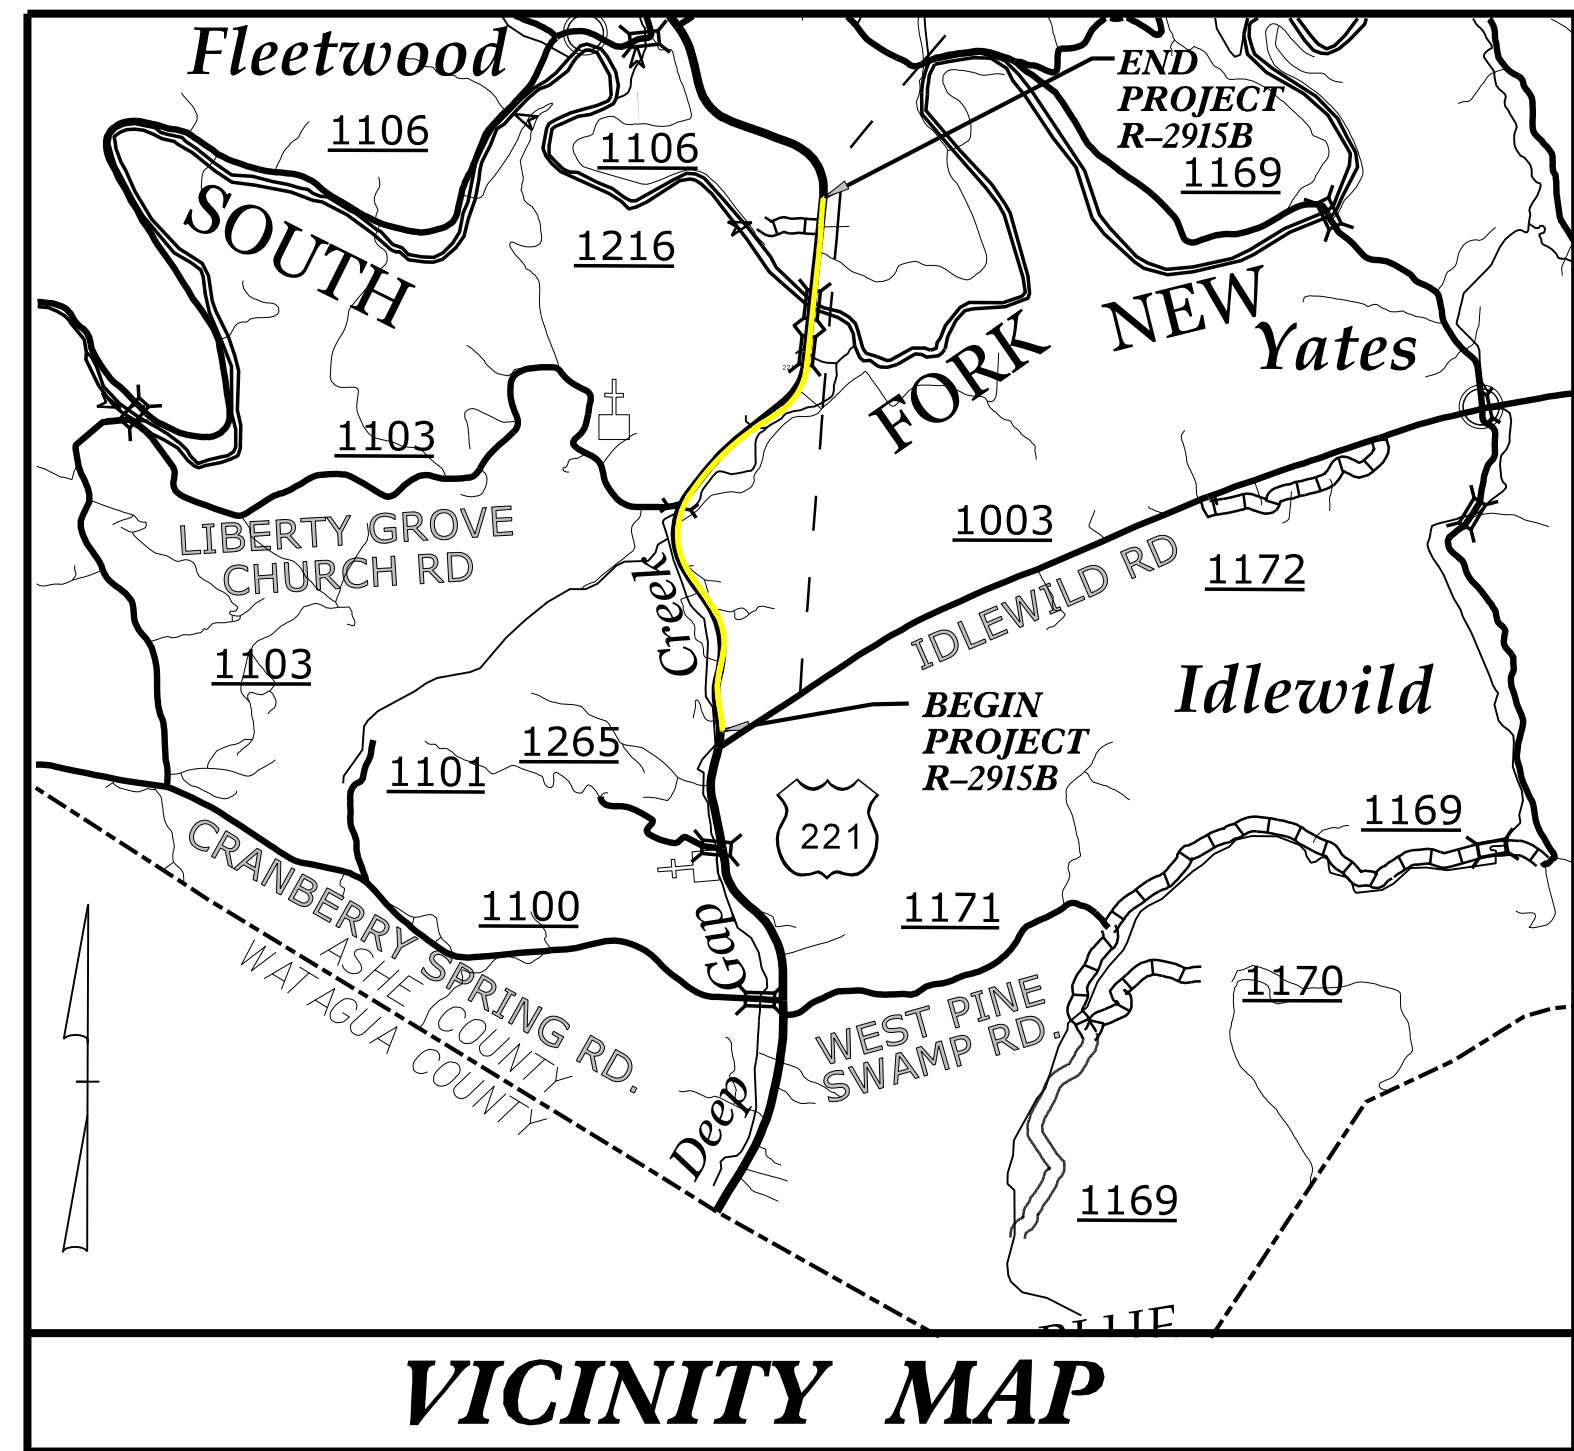 Fleetwood
END
PROJECT
R–2915B
1106
1106
1169
SOUTH
1216
FORK
NEW
Yates
1103
LIBERTY GROVE
CHURCH RD
1003
1172
IDLEWILD RD
Creek
1103
Idlewild
BEGIN
PROJECT
R–2915B
1265
1101
221
1169
CRANBERRY SPRING RD.
1100
1171
Gap
ASHE COUNTY
WATAGUA COUNTY
1170
WEST PINE
SWAMP RD.
Deep
1169
BLUE
VICINITY MAP